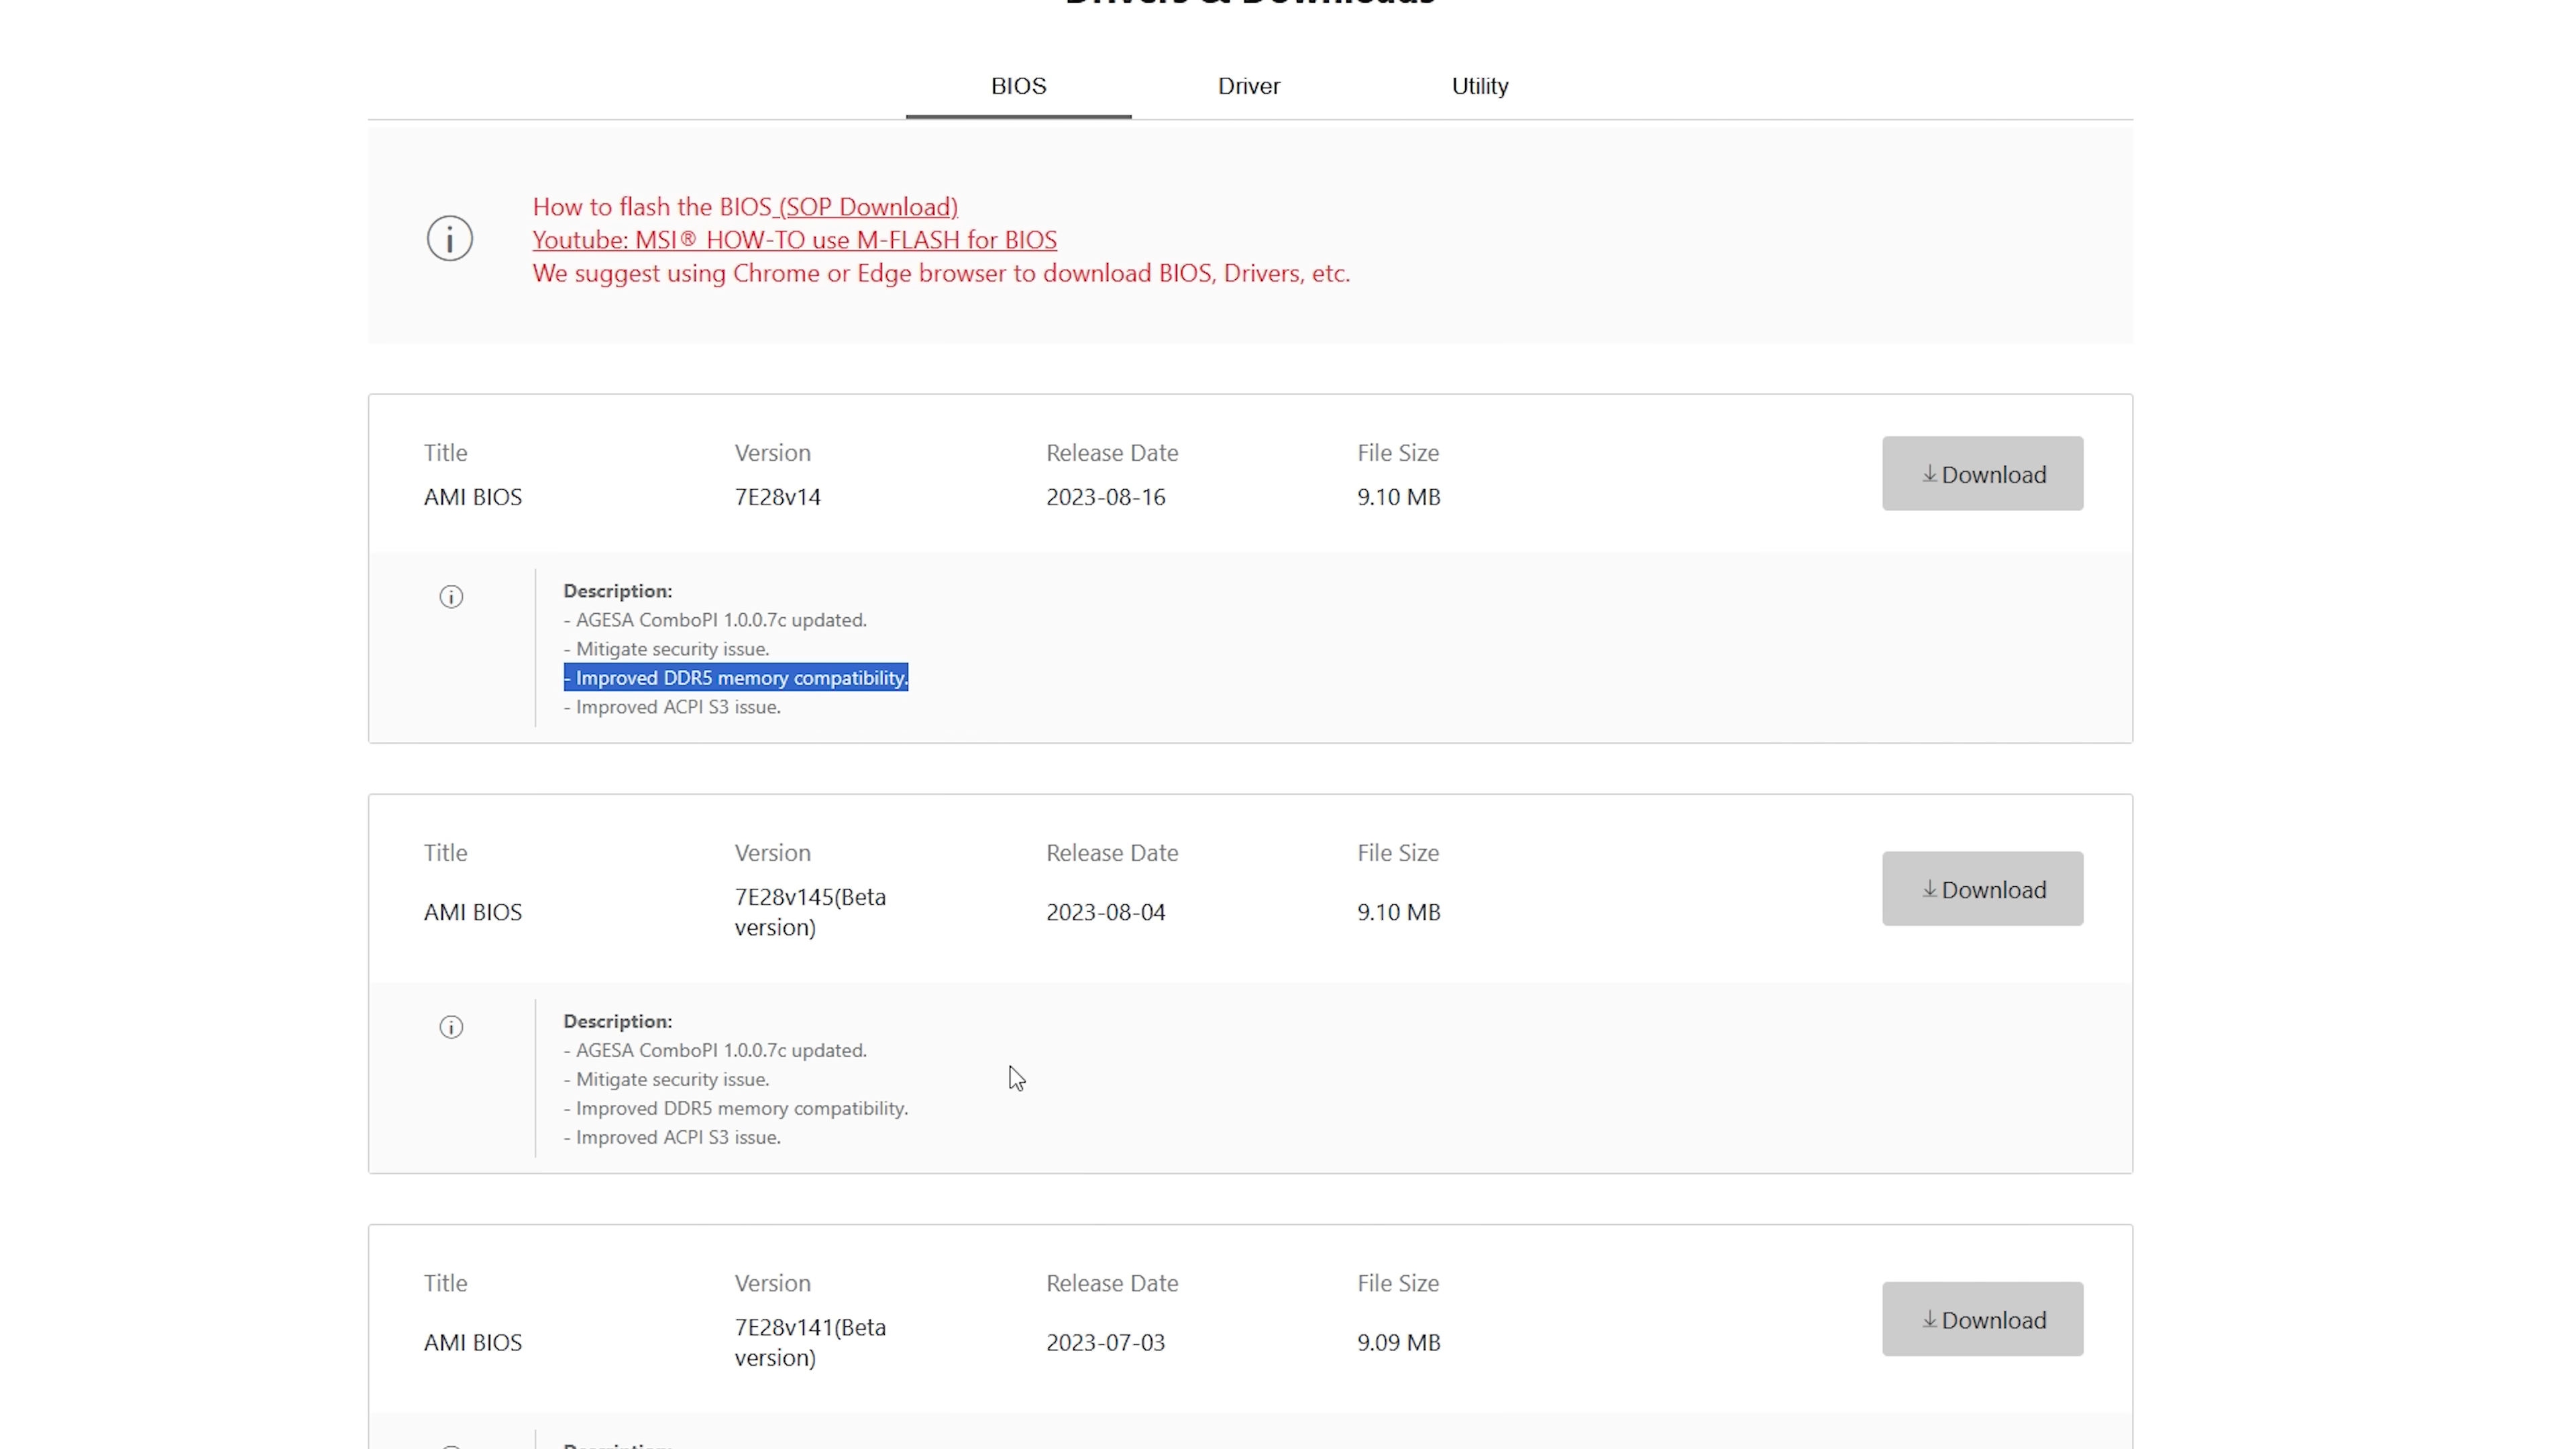 Drivers & Downloads
BIOS Driver Utility
How to flash the BIOS (SOP Download)
Youtube: MSI® HOW-TO use M-FLASH for BIOS
We suggest using Chrome or Edge browser to download BIOS, Drivers, etc.
Title Version Release Date File Size
Download
AMI BIOS 7E28v14 2023-08-16 9.10 MB
Description:
- AGESA ComboPI 1.0.0.7c updated.
- Mitigate security issue.
- Improved DDR5 memory compatibility.
- Improved ACPI S3 issue.
Title Version Release Date File Size
Download
7E28v145(Beta
AMI BIOS 2023-08-04 9.10 MB
version)
Description:
- AGESA ComboPI 1.0.0.7c updated.
- Mitigate security issue.
- Improved DDR5 memory compatibility.
- Improved ACPI S3 issue.
Title Version Release Date File Size
Download
7E28v141(Beta
AMI BIOS 2023-07-03 9.09 MB
version)
Description: